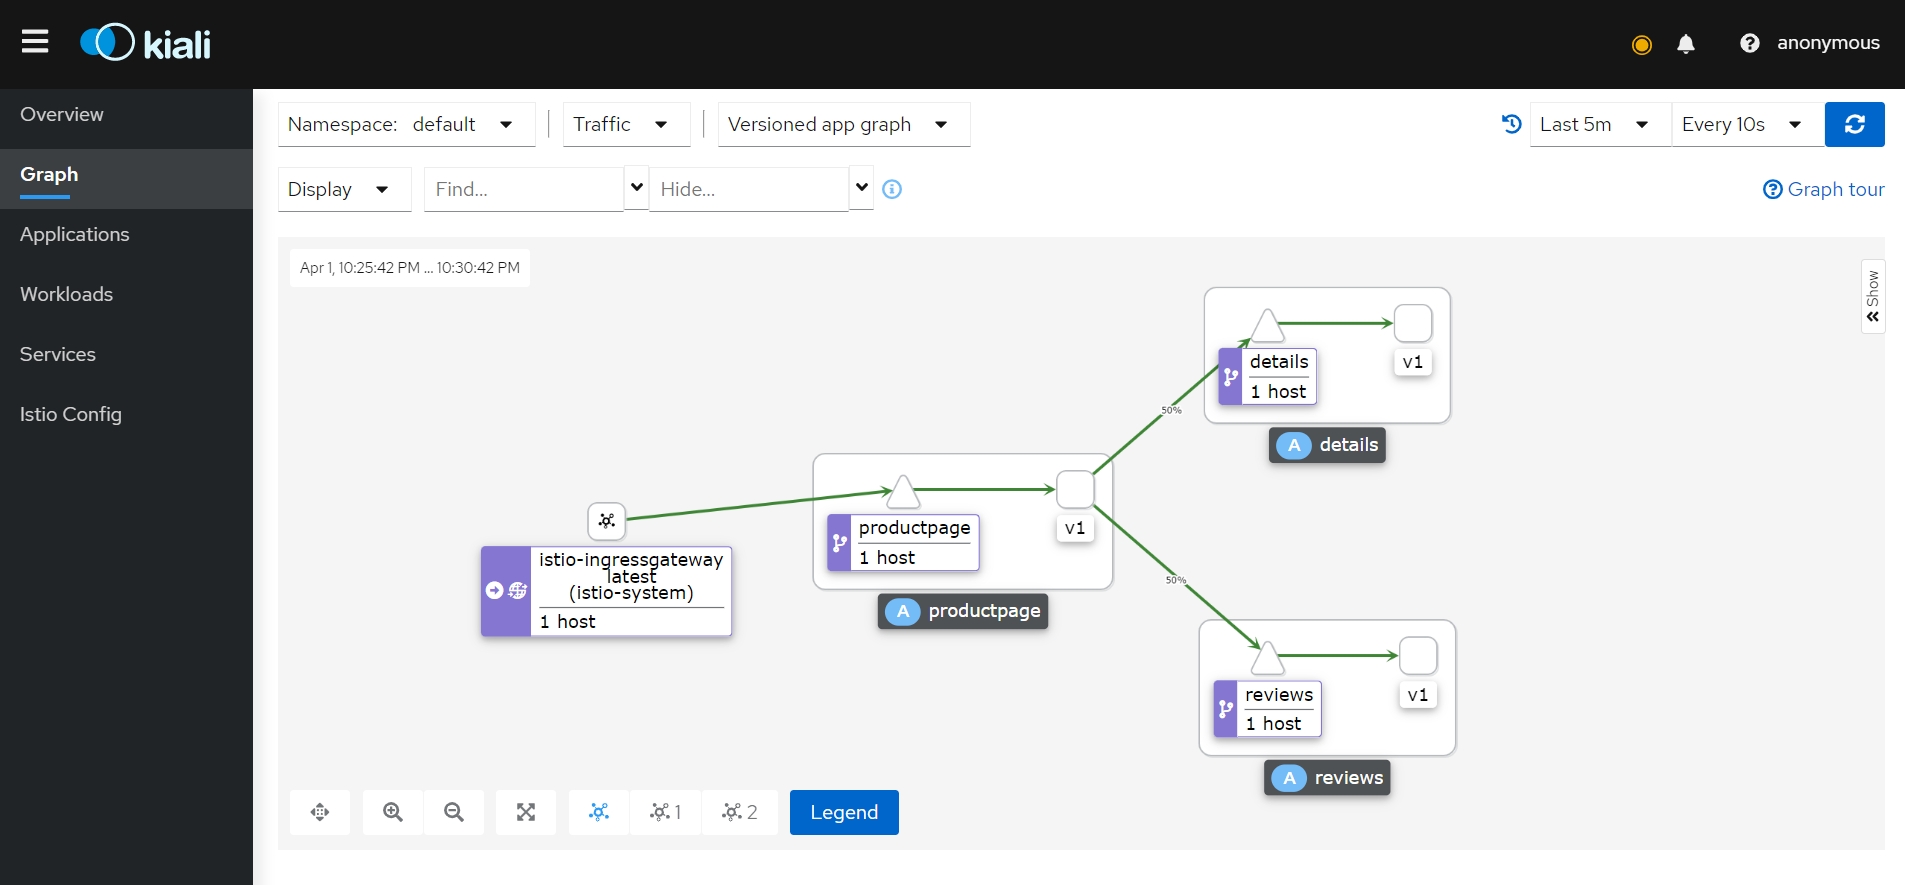 kiali
anonymous
Overview
Graph
Applications
Workloads
Services
Istio Config
Namespace: default
Traffic
Versioned app graph
Last 5m
Every 10s
Display
Find...
Hide...
Graph tour
Apr 1, 10:25:42 PM ... 10:30:42 PM
Show
details
1 host
v1
A details
50%
productpage
1 host
v1
A productpage
istio-ingressgateway
latest
(istio-system)
1 host
50%
reviews
1 host
v1
A reviews
1
2
Legend